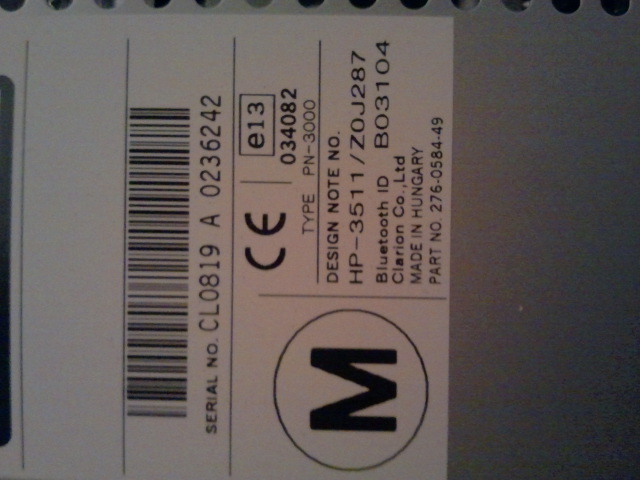 SERIAL NO. CL0819 A 0236242
CE e13
034082
TYPE PN-3000
DESIGN NOTE NO.
HP-3511/Z0J287
Bluetooth ID B03104
Clarion Co.,Ltd
MADE IN HUNGARY
PART NO. 276-0584-49
M